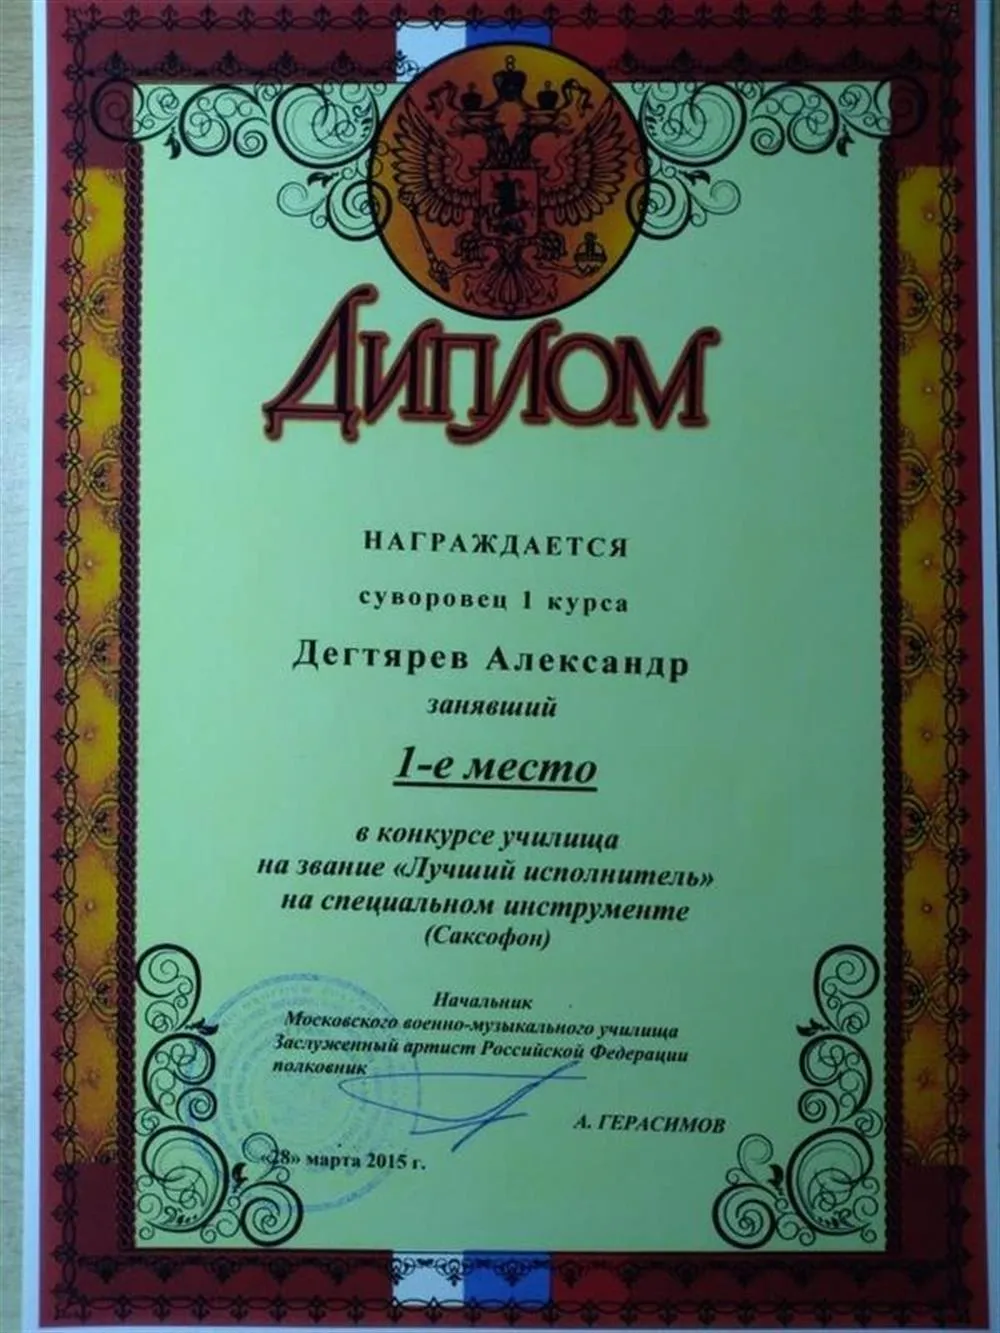 ДИПЛОМ
НАГРАЖДАЕТСЯ
суворовец 1 курса
Дегтярев Александр
занявший
1-е место
в конкурсе училища
на звание «Лучший исполнитель»
на специальном инструменте
(Саксофон)
Начальник
Московского военно-музыкального училища
Заслуженный артист Российской Федерации
полковник
А. ГЕРАСИМОВ
«28» марта 2015 г.